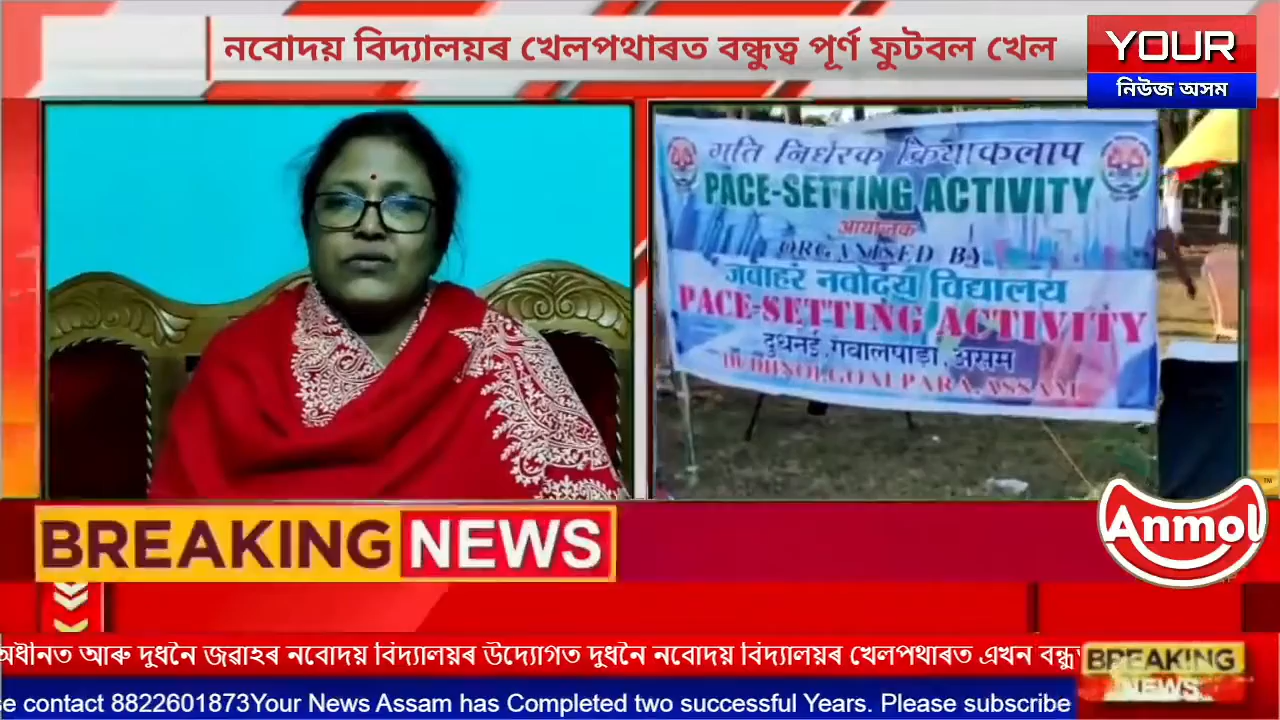 নবোদয় বিদ্যালয়ৰ খেলপথাৰত বন্ধুত্ব পূৰ্ণ ফুটবল খেল
YOUR
নিউজ অসম
गति निर्धरक क्रियाकलाप
PACE-SETTING ACTIVITY
आयोजक
ORGANISED BY
जवाहर नवोदय विद्यालय
PACE-SETTING ACTIVITY
दुधनई, गवालपाड़ा, असम
DUDHNOI, GOALPARA, ASSAM
BREAKING NEWS
Anmol
অধীনত আৰু দুধনৈ জৱাহৰ নবোদয় বিদ্যালয়ৰ উদ্যোগত দুধনৈ নবোদয় বিদ্যালয়ৰ খেলপথাৰত এখন
BREAKING
NEWS
contact 8822601873Your News Assam has Completed two successful Years. Please subscribe